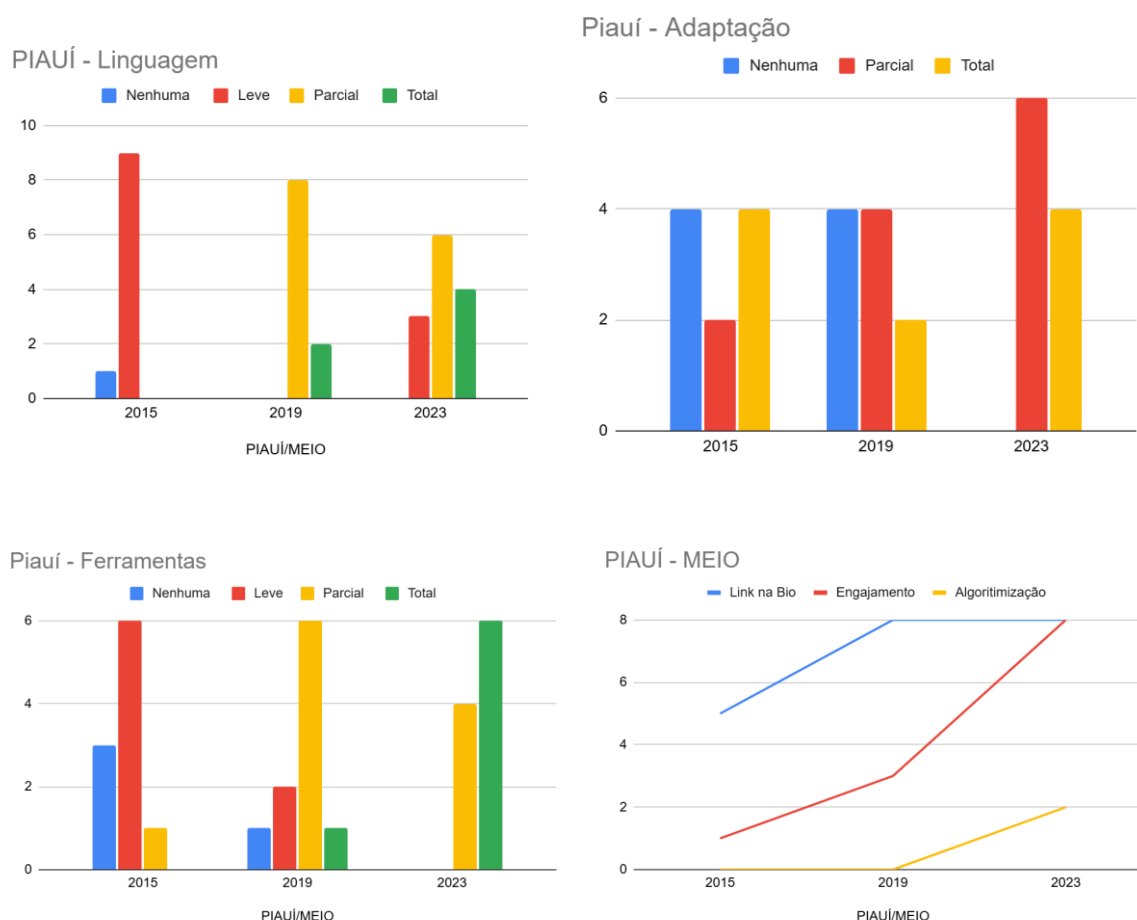 PIAUÍ - Linguagem
Nenhuma Leve Parcial Total
10
8
6
4
2
0
2015 2019 2023
PIAUÍ/MEIO
Piauí - Adaptação
Nenhuma Parcial Total
6
4
2
0
2015 2019 2023
Piauí - Ferramentas
Nenhuma Leve Parcial Total
6
4
2
0
2015 2019 2023
PIAUÍ/MEIO
PIAUÍ - MEIO
Link na Bio Engajamento Algoritimização
8
6
4
2
0
2015 2019 2023
PIAUÍ/MEIO